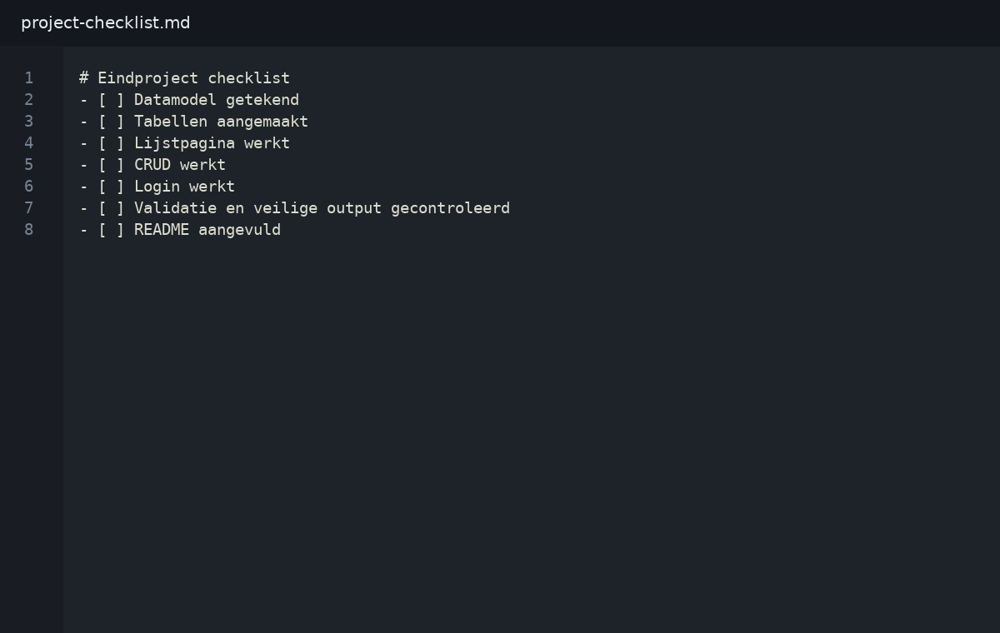 project-checklist.md
1 # Eindproject checklist
2 - [ ] Datamodel getekend
3 - [ ] Tabellen aangemaakt
4 - [ ] Lijstpagina werkt
5 - [ ] CRUD werkt
6 - [ ] Login werkt
7 - [ ] Validatie en veilige output gecontroleerd
8 - [ ] README aangevuld